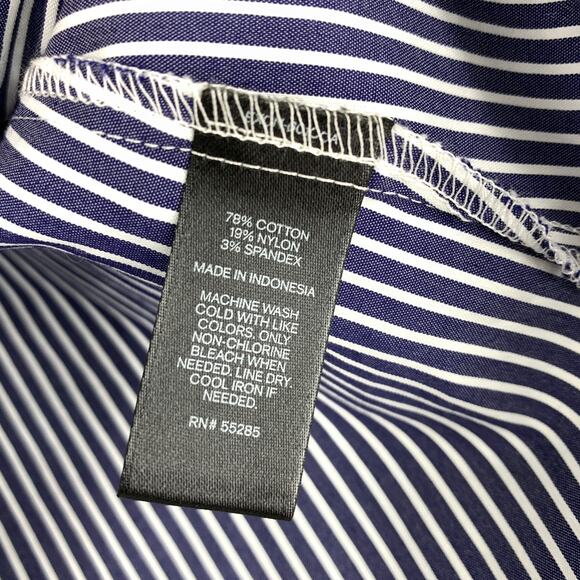 78% COTTON
19% NYLON
3% SPANDEX
MADE IN INDONESIA
MACHINE WASH
COLD WITH LIKE
COLORS. ONLY
NON-CHLORINE
BLEACH WHEN
NEEDED. LINE DRY.
COOL IRON IF
NEEDED.
RN# 55285